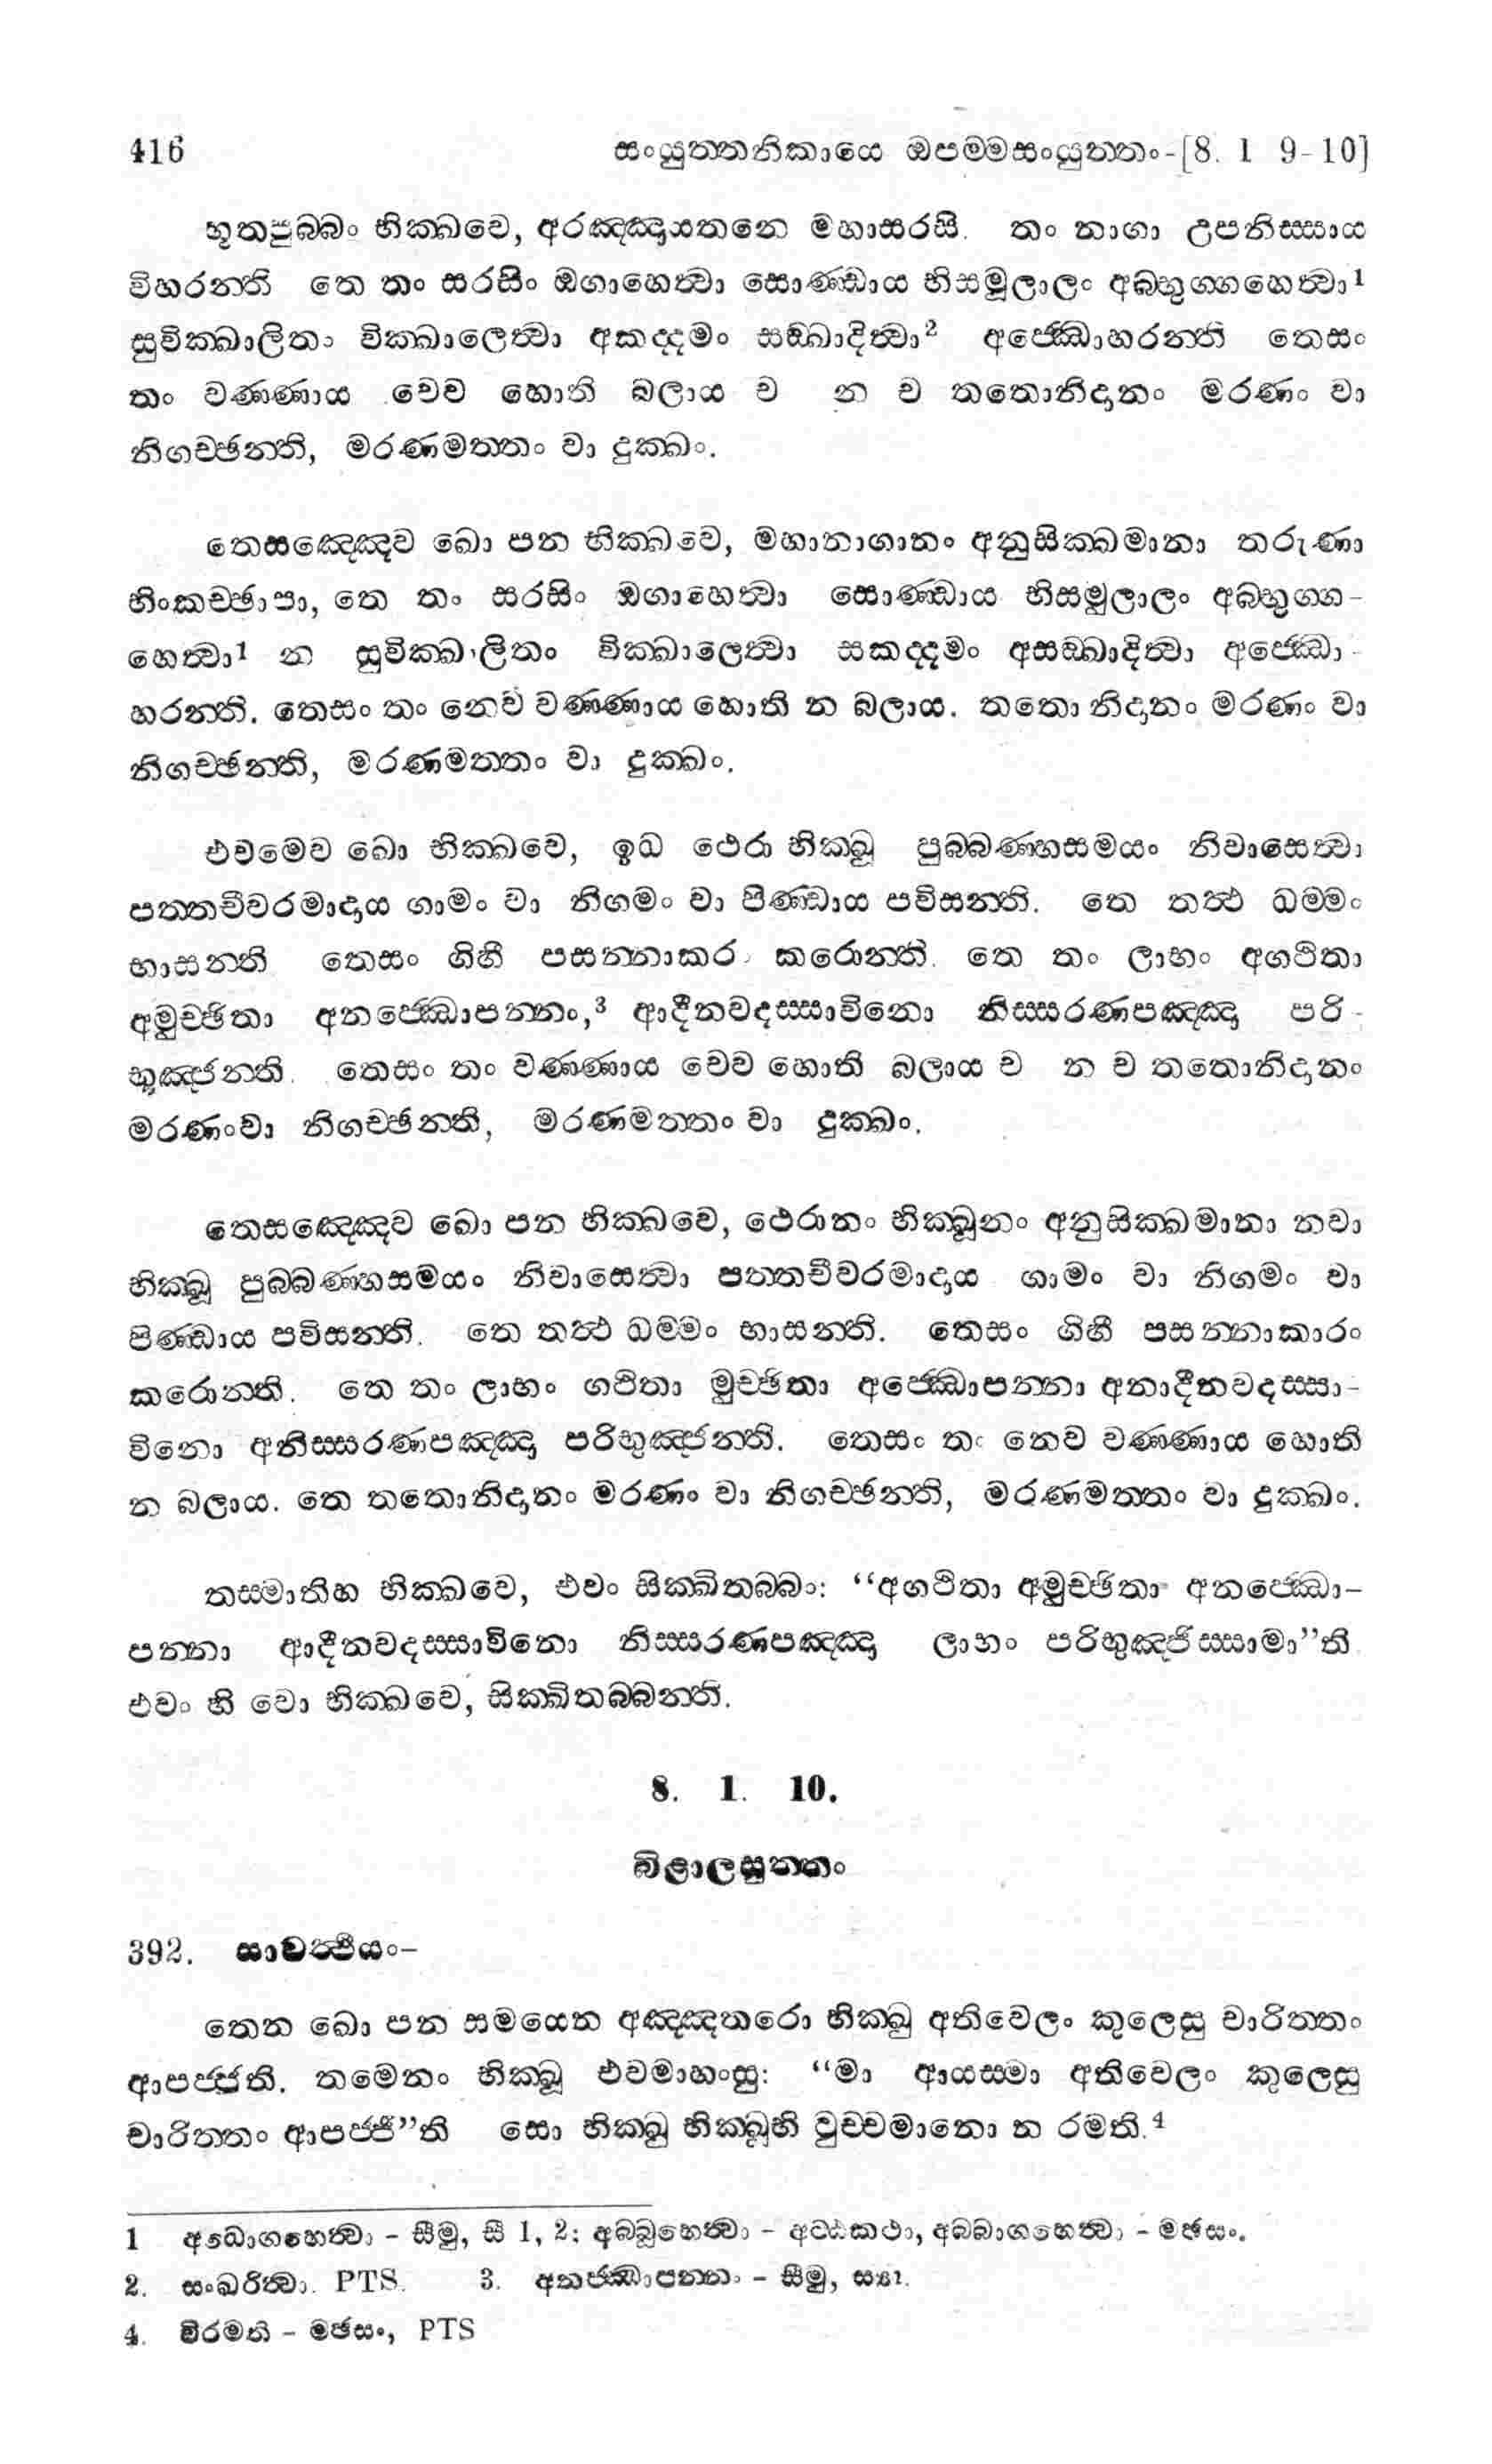 416 සංයුත්තනිකායෙ ඔපම්මසංයුත්තං-[8. 1 9-10]
භූතපුබ්බං භික්ඛවෙ, අරඤ්ඤායතනෙ මහාසරසි. තං නාගා උපනිස්සාය
විහරන්ති තෙ තං සරසිං ඔගාහෙත්වා සොණ්ඩාය භිසමූලාලං අබ්භුග්ගහෙත්වා1
සුවික්ඛාලිතං වික්ඛාලෙත්වා අකද්දමං සඞ්ඛාදිත්වා2 අජ්ඣොහරන්ති තෙසං
තං වණ්ණාය චෙව හොති බලාය ච න ච තතොනිදානං මරණං වා
නිගච්ඡන්ති, මරණමත්තං වා දුක්ඛං.
තෙසඤ්ඤෙව ඛො පන භික්ඛවෙ, මහානාගානං අනුසික්ඛමානා තරුණා
භිංකච්ඡාපා, තෙ තං සරසිං ඔගාහෙත්වා සොණ්ඩාය භිසමුලාලං අබ්භුග්ග-
හෙත්වා1 න සුවික්ඛාලිතං වික්ඛාලෙත්වා සකද්දමං අසඞ්ඛාදිත්වා අජ්ඣො-
හරන්ති. තෙසං තං නෙව වණ්ණාය හොති න බලාය. තතො නිදානං මරණං වා
නිගච්ඡන්ති, මරණමත්තං වා දුක්ඛං.
එවමෙව ඛො භික්ඛවෙ, ඉධ ථෙරා භික්ඛූ පුබ්බණ්හසමයං නිවාසෙත්වා
පත්තචීවරමාදාය ගාමං වා නිගමං වා පිණ්ඩාය පවිසන්ති. තෙ තත්ථ ධම්මං
භාසන්ති තෙසං ගිහී පසන්නාකරං කරොන්ති. තෙ තං ලාභං අගථිතා
අමුච්ඡිතා අනජ්ඣොපන්නං,3 ආදීනවදස්සාවිනො නිස්සරණපඤ්ඤා පරි-
භූඤ්ජන්ති. තෙසං තං වණ්ණාය චෙව හොති බලාය ච න ච තතොනිදානං
මරණංවා නිගච්ඡන්ති, මරණමත්තං වා දුක්ඛං.
තෙසඤ්ඤෙව ඛො පන භික්ඛවෙ, ථෙරානං භික්ඛූනං අනුසික්ඛමානා නවා
භික්ඛූ පුබ්බණ්හසමයං නිවාසෙත්වා පත්තචීවරමාදාය ගාමං වා නිගමං වා
පිණ්ඩාය පවිසන්ති. තෙ තත්ථ ධම්මං භාසන්ති. තෙසං ගිහී පසන්නාකාරං
කරොන්ති. තෙ තං ලාභං ගථිතා මුච්ඡිතා අජ්ඣොපන්නා අනාදීනවදස්සා-
විනො අනිස්සරණපඤ්ඤා පරිභුඤ්ජන්ති. තෙසං තං නෙව වණ්ණාය හොති
න බලාය. තෙ තතොනිදානං මරණං වා නිගච්ඡන්ති, මරණමත්තං වා දුක්ඛං.
තස්මාතිහ භික්ඛවෙ, එවං සික්ඛිතබ්බං: “අගථිතා අමුච්ඡිතා අනජ්ඣො-
පන්නා ආදීනවදස්සාවිනො නිස්සරණපඤ්ඤා ලාභං පරිභුඤ්ජිස්සාමා”ති
එවං හි වො භික්ඛවෙ, සික්ඛිතබ්බන්ති.
8. 1. 10.
බිළාලසුත්තං
392. සාවත්ථියං–
තෙන ඛො පන සමයෙන අඤ්ඤතරො භික්ඛු අතිවෙලං කුලෙසු චාරිත්තං
ආපජ්ජති. තමෙනං භික්ඛූ එවමාහංසු: “මා ආයස්මා අතිවෙලං කුලෙසු
චාරිත්තං ආපජ්ජි”ති සො භික්ඛු භික්ඛූහි වුච්චමානො න රමති.4
1 අඛොගහෙත්වා - සීමු, සී 1, 2; අබ්බුහෙත්වා - අට්ඨකථා, අබ්බාගහෙත්වා - මඡසං.
2. සංඛරිත්වා. PTS. 3. අනජ්ඣාපන්නං - සීමු, ස්‍යා.
4. විරමති - මඡසං, PTS